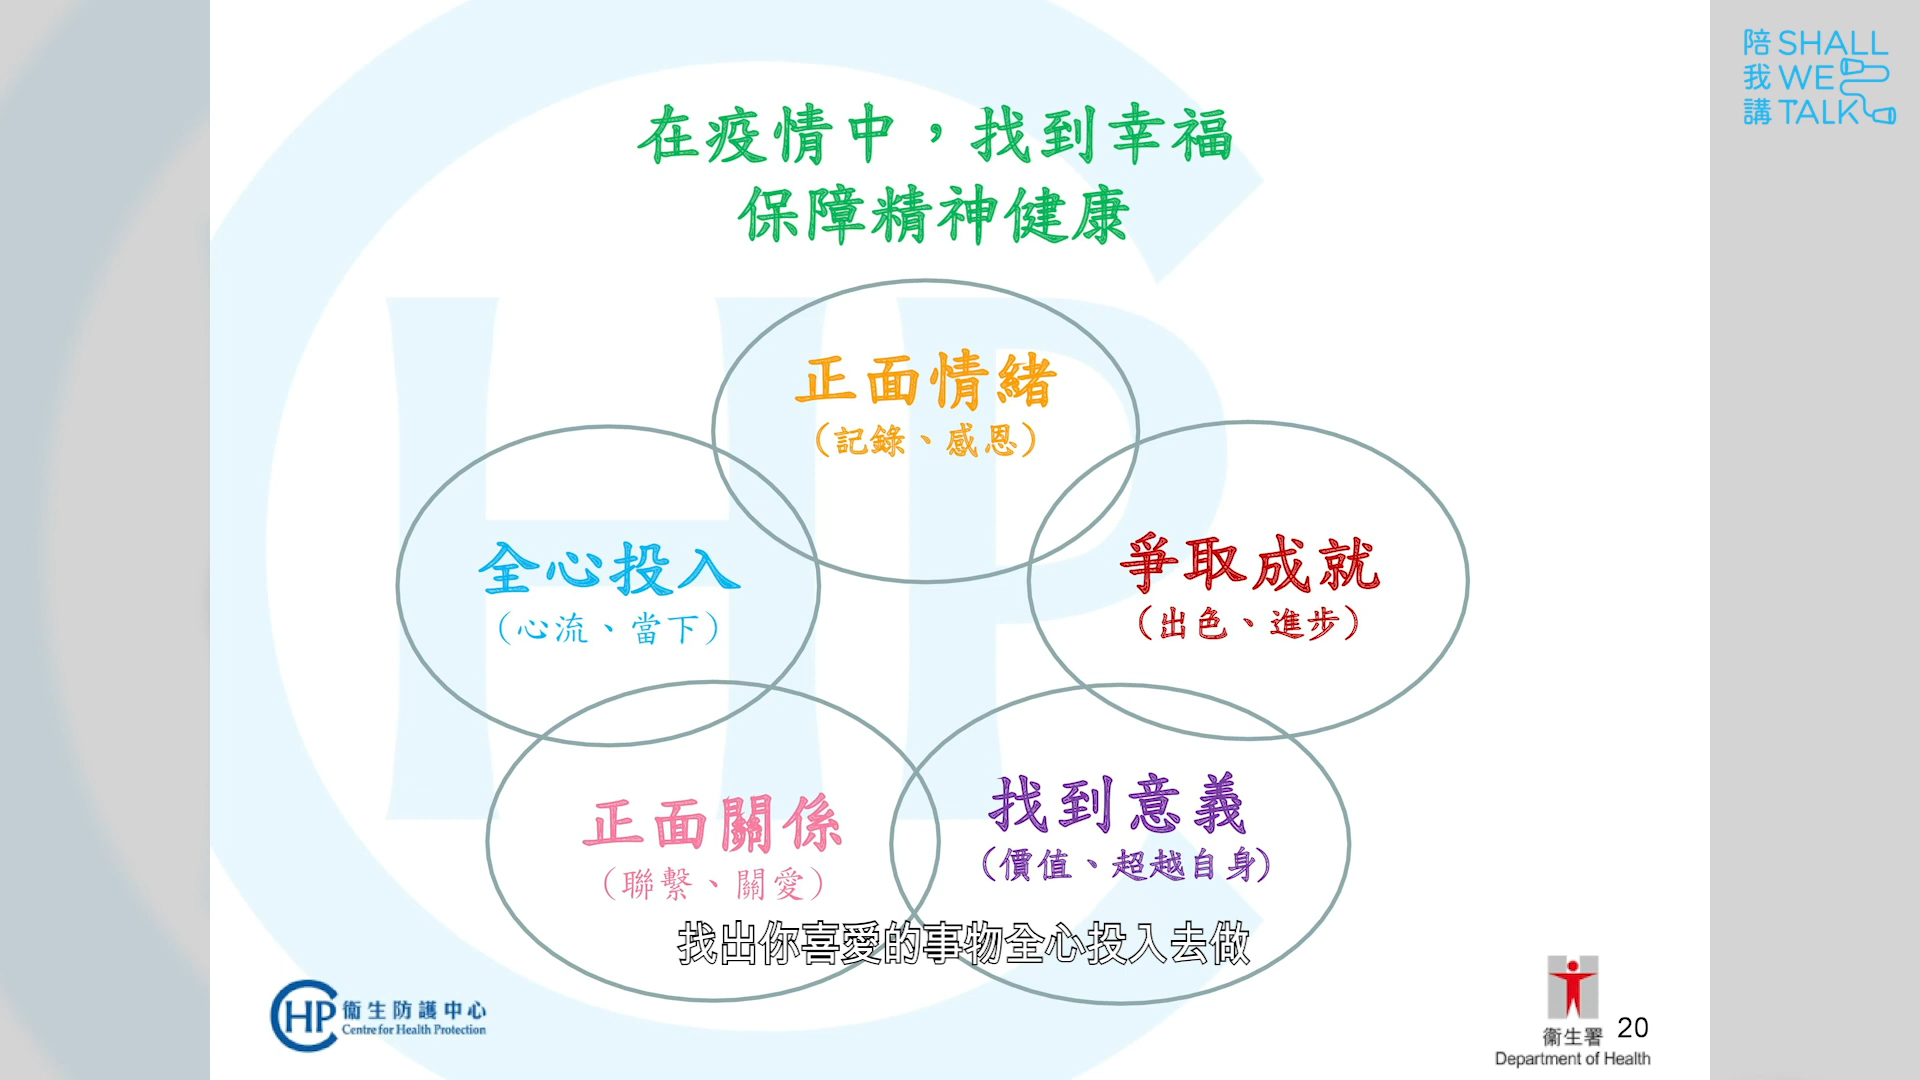 陪 SHALL
我 WE
講 TALK
在疫情中，找到幸福
保障精神健康
正面情緒
（記錄、感恩）
全心投入
（心流、當下）
爭取成就
（出色、進步）
正面關係
（聯繫、關愛）
找到意義
（價值、超越自身）
找出你喜愛的事物全心投入去做
CHP 衞生防護中心
Centre for Health Protection
衞生署
Department of Health
20